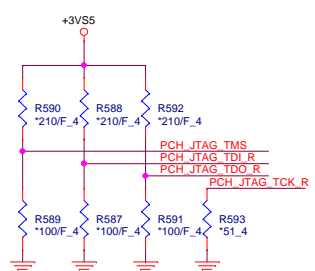 +3VS5
R590
*210/F_4
R588
*210/F_4
R592
*210/F_4
PCH_JTAG_TMS
PCH_JTAG_TDI_R
PCH_JTAG_TDO_R
PCH_JTAG_TCK_R
R589
*100/F_4
R587
*100/F_4
R591
*100/F_4
R593
*51_4